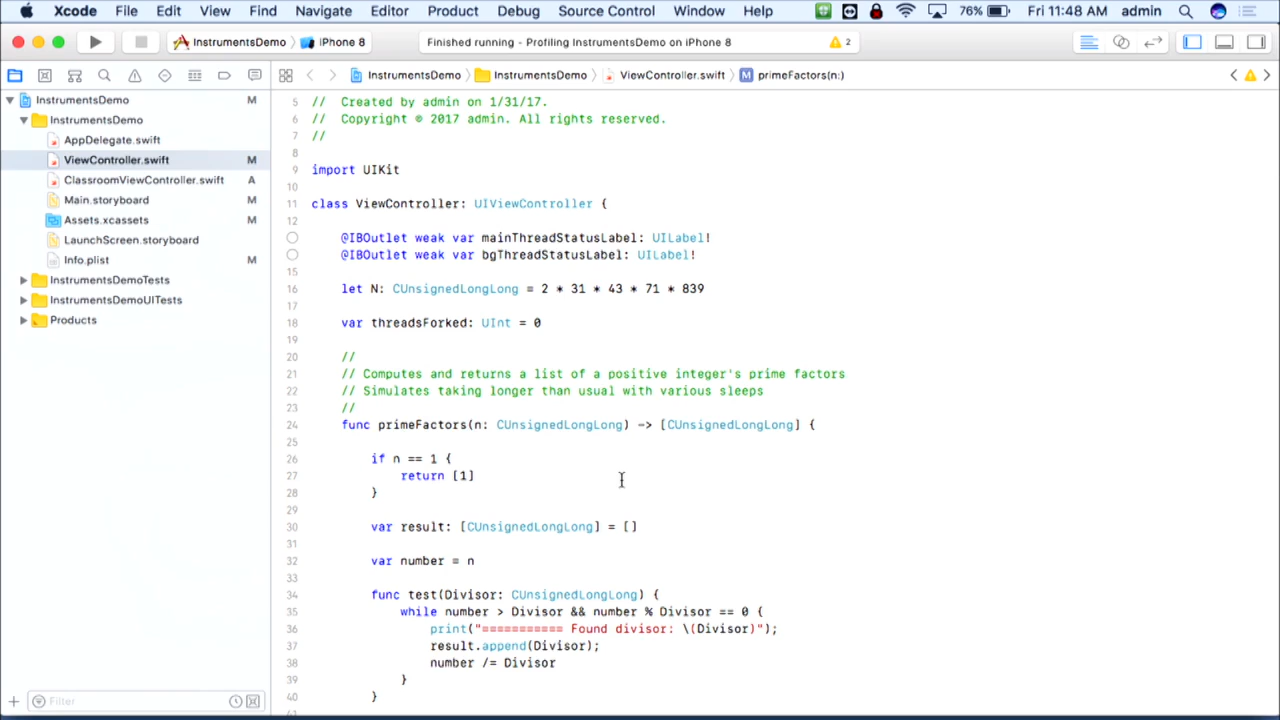 Xcode File Edit View Find Navigate Editor Product Debug Source Control Window Help 76% Fri 11:48 AM admin
InstrumentsDemo iPhone 8 Finished running - Profiling InstrumentsDemo on iPhone 8 2
InstrumentsDemo InstrumentsDemo ViewController.swift M primeFactors(n:)
InstrumentsDemo M
InstrumentsDemo
AppDelegate.swift
ViewController.swift M
ClassroomViewController.swift A
Main.storyboard M
Assets.xcassets M
LaunchScreen.storyboard
Info.plist M
InstrumentsDemoTests
InstrumentsDemoUITests
Products
Filter
5 // Created by admin on 1/31/17.
6 // Copyright © 2017 admin. All rights reserved.
7 //
8
9 import UIKit
10
11 class ViewController: UIViewController {
12
@IBOutlet weak var mainThreadStatusLabel: UILabel!
@IBOutlet weak var bgThreadStatusLabel: UILabel!
15
16 let N: CUnsignedLongLong = 2 * 31 * 43 * 71 * 839
17
18 var threadsForked: UInt = 0
19
20 //
21 // Computes and returns a list of a positive integer's prime factors
22 // Simulates taking longer than usual with various sleeps
23 //
24 func primeFactors(n: CUnsignedLongLong) -> [CUnsignedLongLong] {
25
26 if n == 1 {
27 return [1]
28 }
29
30 var result: [CUnsignedLongLong] = []
31
32 var number = n
33
34 func test(Divisor: CUnsignedLongLong) {
35 while number > Divisor && number % Divisor == 0 {
36 print("=========== Found divisor: \(Divisor)");
37 result.append(Divisor);
38 number /= Divisor
39 }
40 }